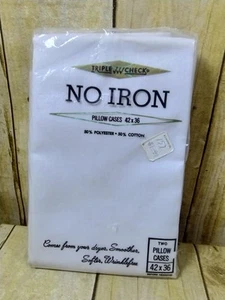 TRIPLE CHECK
NO IRON
PILLOW CASES 42 x 36
50% POLYESTER • 50% COTTON
Comes from your dryer, Smoother,
Softer, Wrinklefree
TWO
PILLOW
CASES
42 x 36